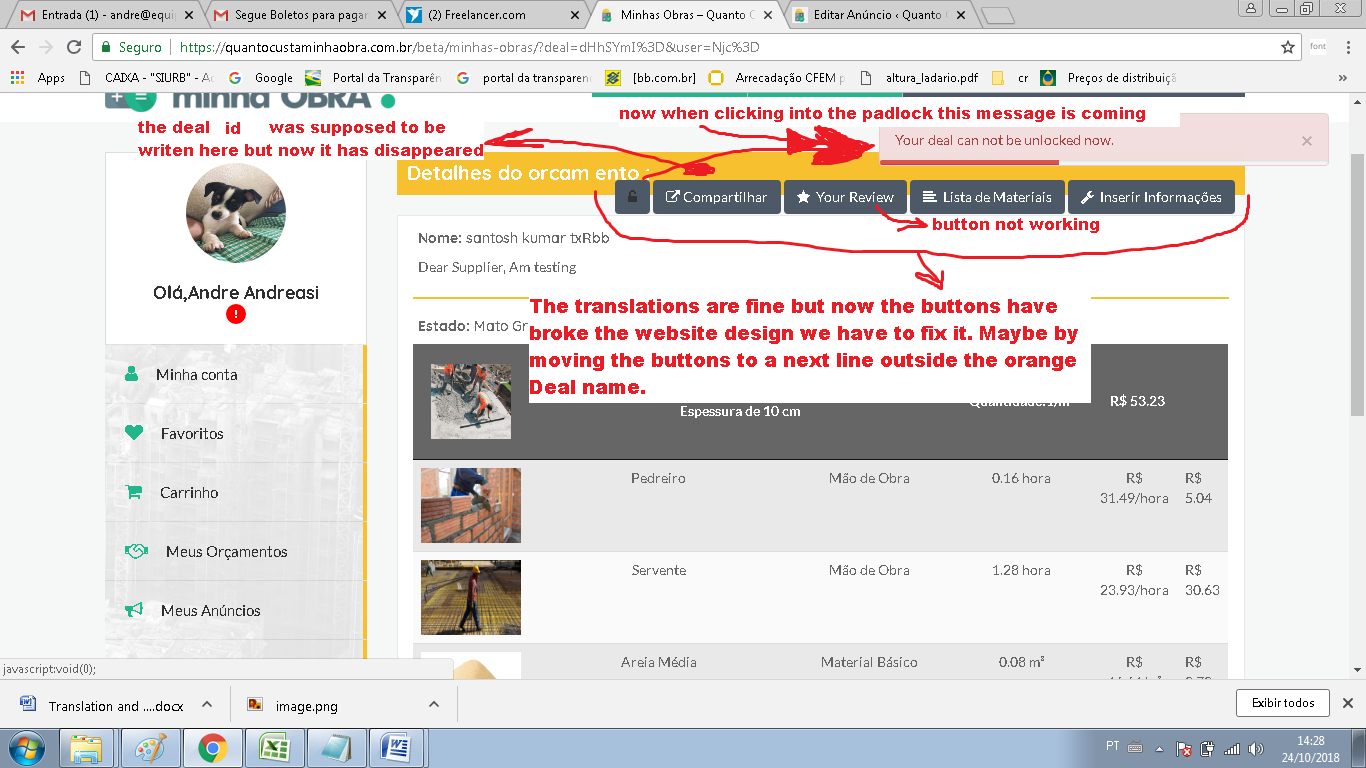 Entrada (1) - andre@equi
Segue Boletos para pagar
(2) Freelancer.com
Minhas Obras – Quanto C
Editar Anúncio ‹ Quanto
Seguro
https://quantocustaminhaobra.com.br/beta/minhas-obras/?deal=dHhSYmI%3D&user=Njc%3D
font
Apps
CAIXA - "SIURB" - Ac
Google
Portal da Transparên
portal da transparenc
[bb.com.br]
Arrecadação CFEM p
altura_ladario.pdf
cr
Preços de distribuiçã
minha OBRA
now when clicking into the padlock this message is coming
the deal id was supposed to be
writen here but now it has disappeared
Your deal can not be unlocked now.
×
Detalhes do orcam ento :
Compartilhar
Your Review
Lista de Materiais
Inserir Informações
button not working
Nome: santosh kumar txRbb
Dear Supplier, Am testing
Olá,Andre Andreasi
!
The translations are fine but now the buttons have
broke the website design we have to fix it. Maybe by
moving the buttons to a next line outside the orange
Deal name.
Estado: Mato Gr
Espessura de 10 cm
Quantidade:1/m
R$ 53.23
Minha conta
Favoritos
Carrinho
Meus Orçamentos
Meus Anúncios
Pedreiro
Mão de Obra
0.16 hora
R$
31.49/hora
R$
5.04
Servente
Mão de Obra
1.28 hora
R$
23.93/hora
R$
30.63
Areia Média
Material Básico
0.08 m³
R$
R$
javascript:void(0);
Translation and ....docx
image.png
Exibir todos
PT
14:28
24/10/2018